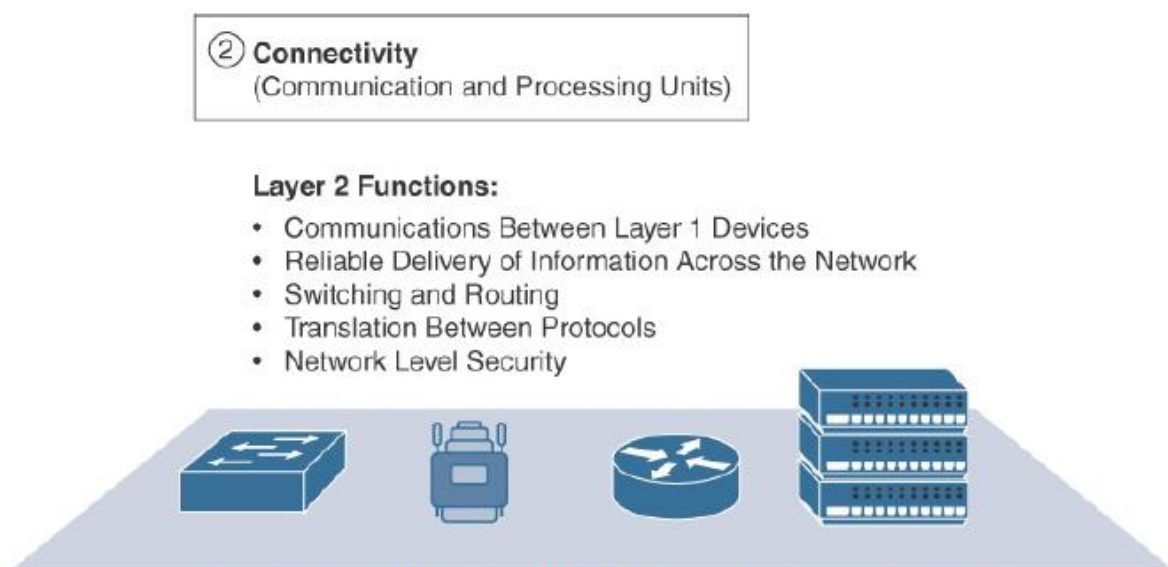 ② Connectivity
(Communication and Processing Units)
Layer 2 Functions:
• Communications Between Layer 1 Devices
• Reliable Delivery of Information Across the Network
• Switching and Routing
• Translation Between Protocols
• Network Level Security